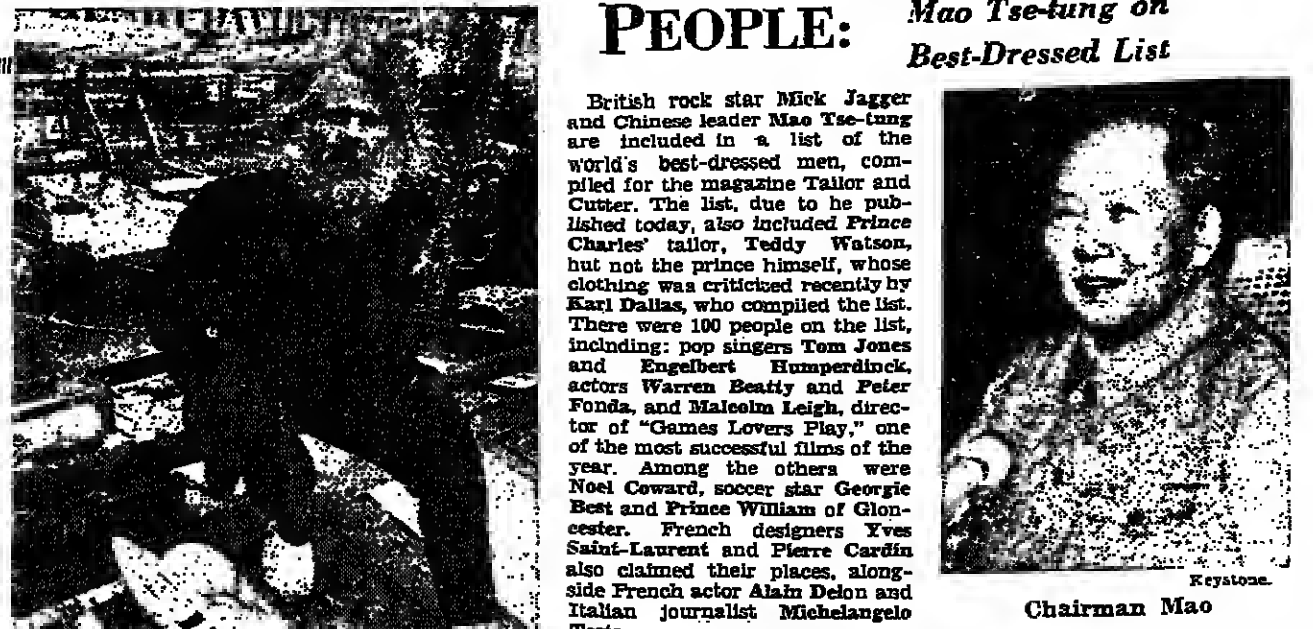 PEOPLE:
Mao Tse-tung on
Best-Dressed List
British rock star Mick Jagger
and Chinese leader Mao Tse-tung
are included in a list of the
world's best-dressed men, com-
piled for the magazine Tailor and
Cutter. The list, due to he pub-
lished today, also included Prince
Charles' tailor, Teddy Watson,
hut not the prince himself, whose
clothing was criticized recently by
Karl Dallas, who compiled the list.
There were 100 people on the list,
inclnding: pop singers Tom Jones
and Engelbert Humperdinck,
actors Warren Beatty and Peter
Fonda, and Malcolm Leigh, direc-
tor of "Games Lovers Play," one
of the most successful films of the
year. Among the others were
Noel Coward, soccer star Georgie
Best and Prince William of Glon-
cester. French designers Yves
Saint-Laurent and Pierre Cardin
also claimed their places, along-
side French actor Alain Delon and
Italian journalist Michelangelo
Keystone.
Chairman Mao